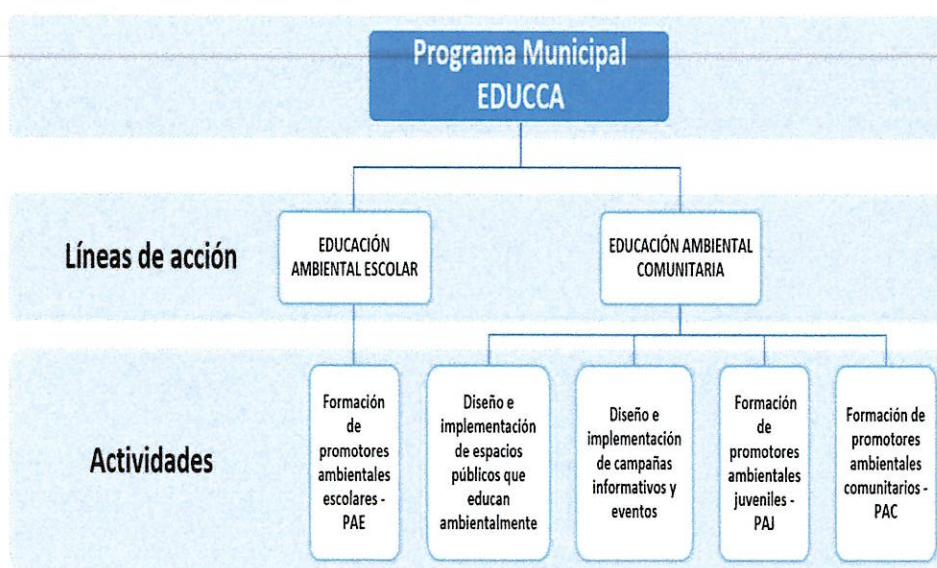 Programa Municipal
EDUCCA
Líneas de acción
EDUCACIÓN
AMBIENTAL ESCOLAR
EDUCACIÓN AMBIENTAL
COMUNITARIA
Actividades
Formación
de
promotores
ambientales
escolares -
PAE
Diseño e
implementación
de espacios
públicos que
educan
ambientalmente
Diseño e
implementación
de campañas
informativos y
eventos
Formación
de
promotores
ambientales
juveniles -
PAJ
Formación de
promotores
ambientales
comunitarios -
PAC